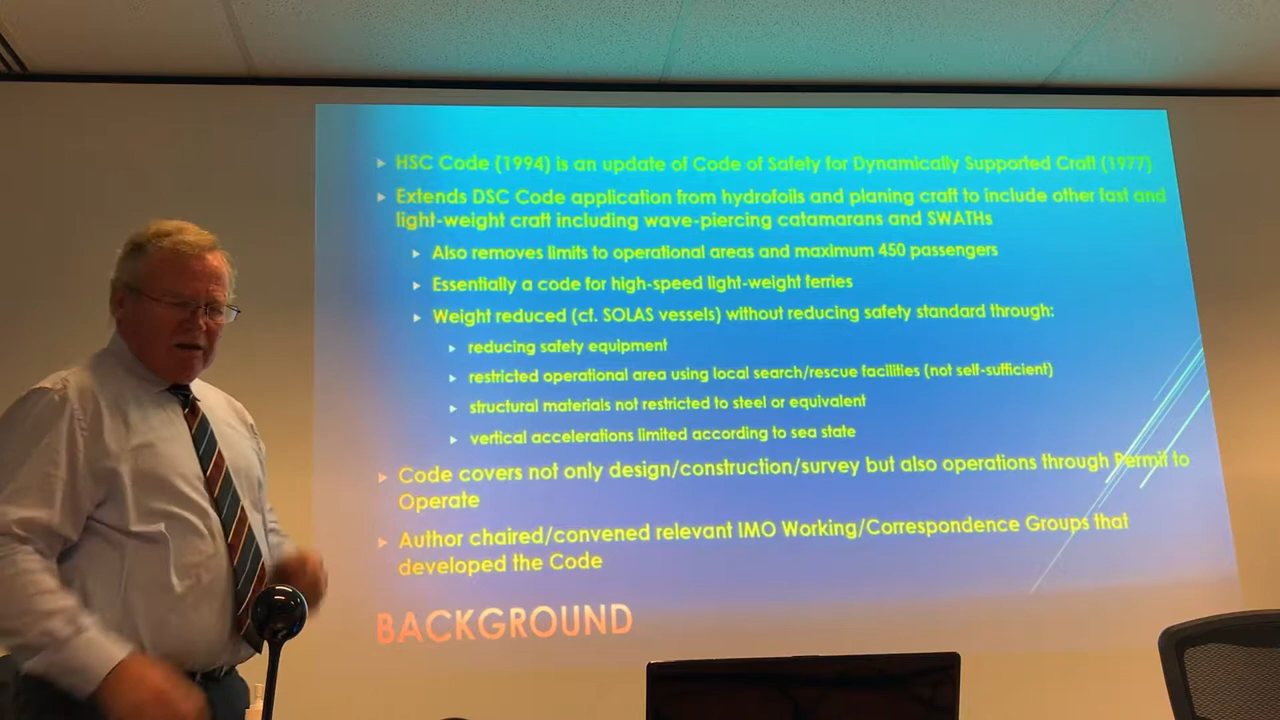 HSC Code (1994) is an update of Code of Safety for Dynamically Supported Craft (1977)
Extends DSC Code application from hydrofoils and planing craft to include other fast and
light-weight craft including wave-piercing catamarans and SWATHs
Also removes limits to operational areas and maximum 450 passengers
Essentially a code for high-speed light-weight ferries
Weight reduced (cf. SOLAS vessels) without reducing safety standard through:
reducing safety equipment
restricted operational area using local search/rescue facilities (not self-sufficient)
structural materials not restricted to steel or equivalent
vertical accelerations limited according to sea state
Code covers not only design/construction/survey but also operations through Permit to
Operate
Author chaired/convened relevant IMO Working/Correspondence Groups that
developed the Code
BACKGROUND